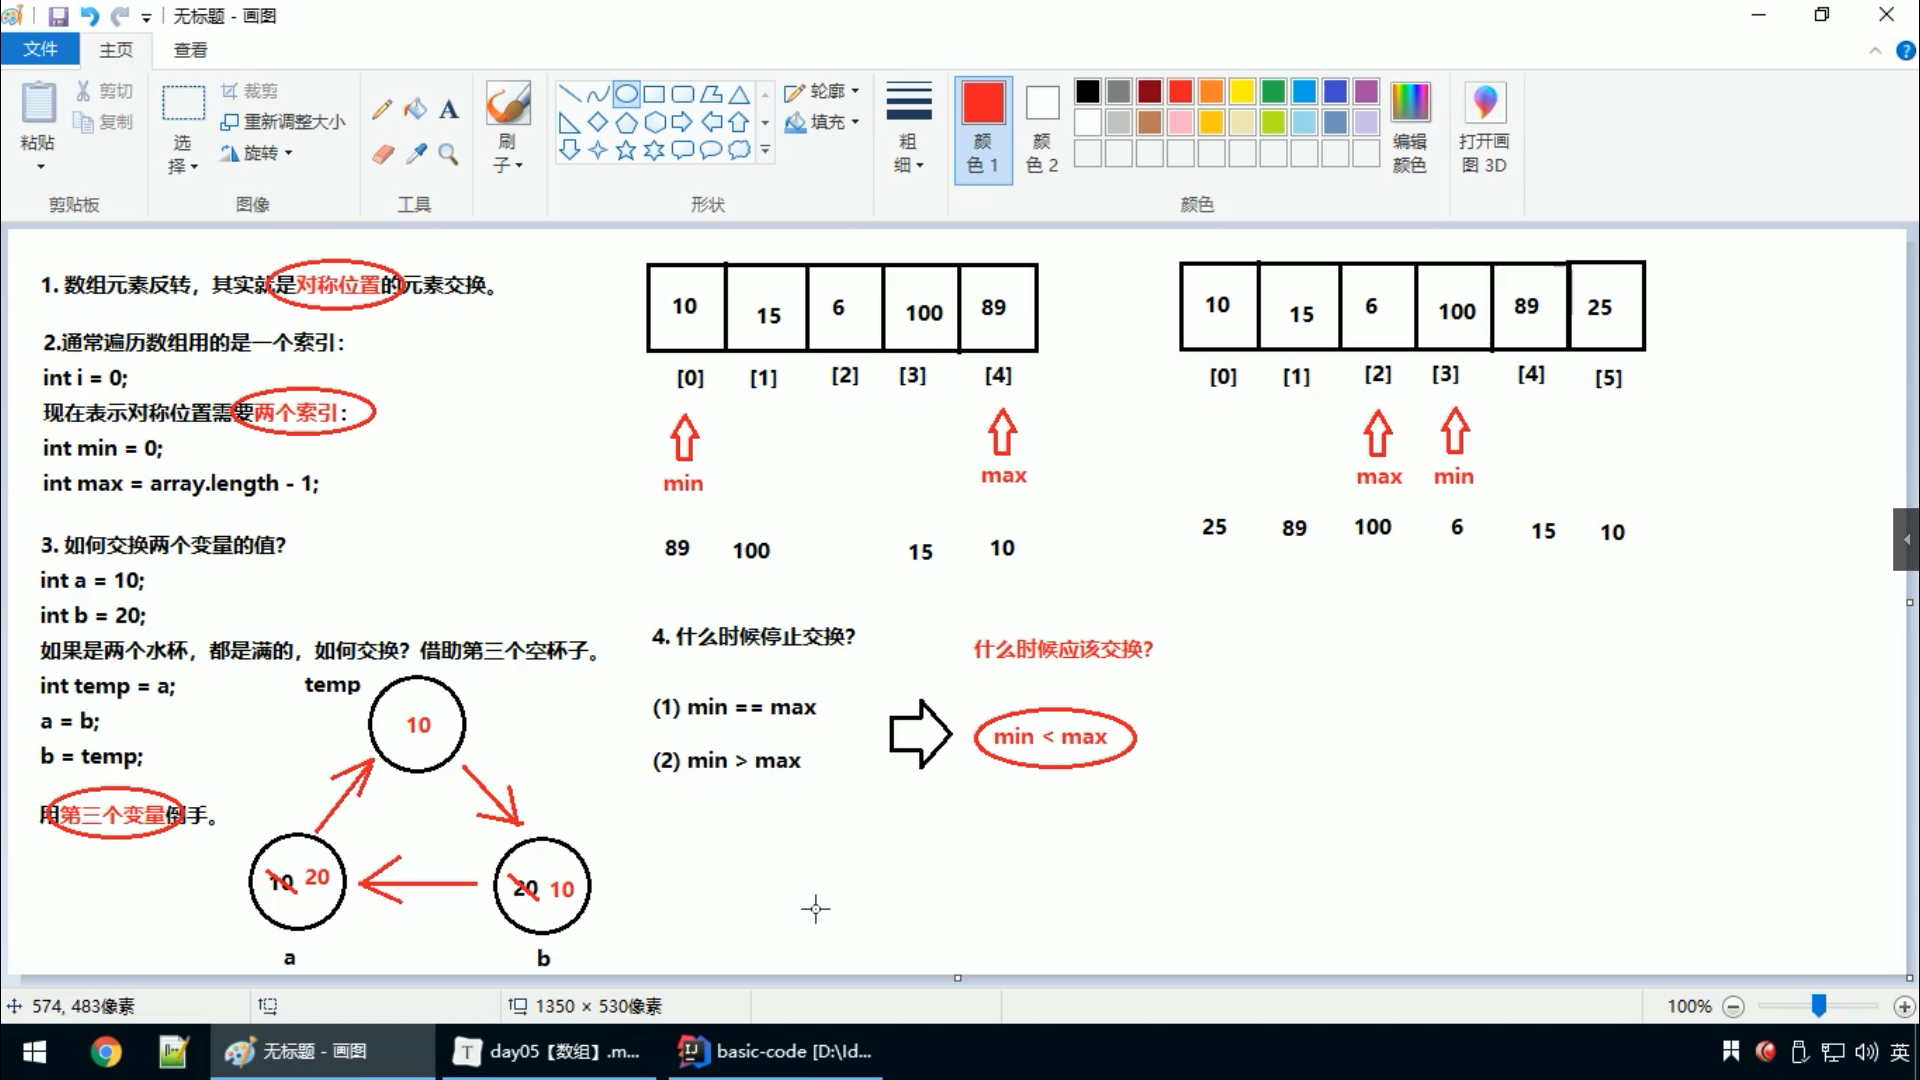 无标题 - 画图
文件 主页 查看
粘贴 剪切 复制
剪贴板
选择 裁剪 重新调整大小 旋转
图像
A
工具
刷子
轮廓 填充
形状
粗细
颜色 1
颜色 2
编辑颜色
颜色
打开画图 3D
1. 数组元素反转，其实就是对称位置的元素交换。
2.通常遍历数组用的是一个索引：
int i = 0;
现在表示对称位置需要两个索引：
int min = 0;
int max = array.length - 1;
3. 如何交换两个变量的值？
int a = 10;
int b = 20;
如果是两个水杯，都是满的，如何交换？借助第三个空杯子。
int temp = a;
a = b;
b = temp;
用第三个变量倒手。
temp
10
10 20
20 10
a b
10 15 6 100 89
[0] [1] [2] [3] [4]
min max
89 100 15 10
10 15 6 100 89 25
[0] [1] [2] [3] [4] [5]
max min
25 89 100 6 15 10
4. 什么时候停止交换？
什么时候应该交换？
(1) min == max
(2) min > max
min < max
574, 483像素
1350 × 530像素
100%
无标题 - 画图
T day05【数组】.m...
IJ basic-code [D:\Id...
英